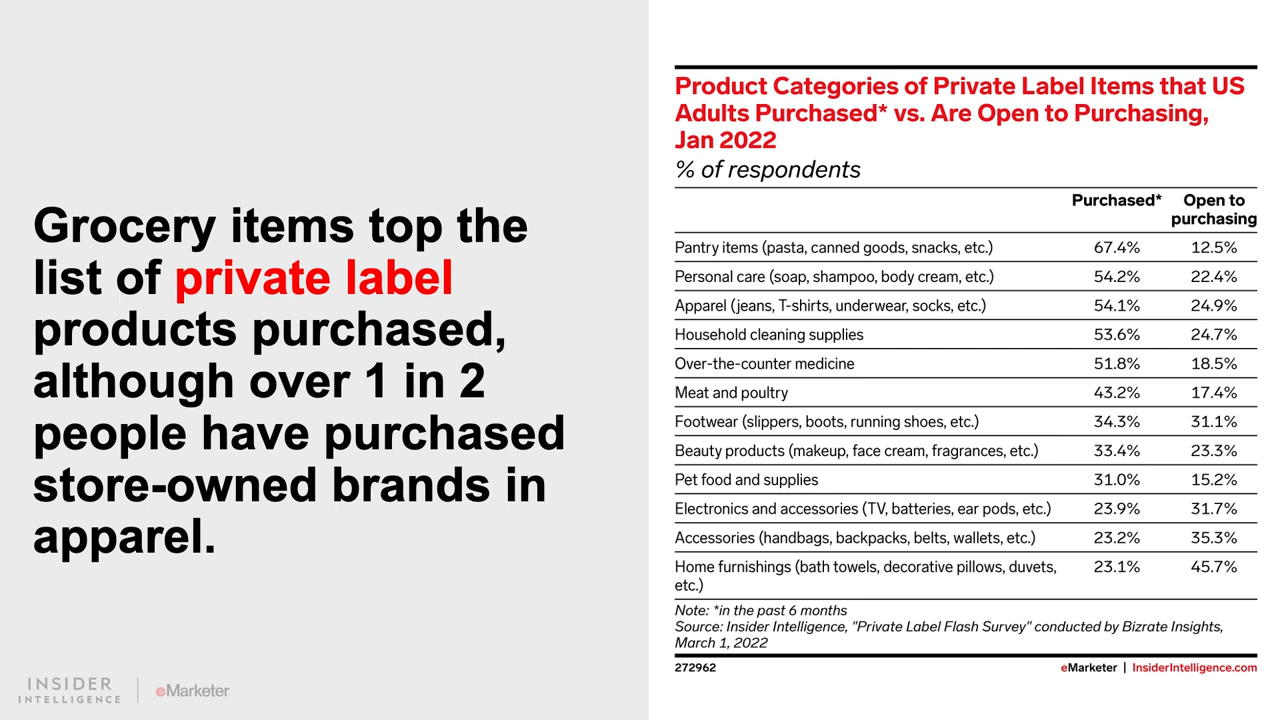 Grocery items top the
list of private label
products purchased,
although over 1 in 2
people have purchased
store-owned brands in
apparel.
INSIDER
INTELLIGENCE
eMarketer
Product Categories of Private Label Items that US
Adults Purchased* vs. Are Open to Purchasing,
Jan 2022
% of respondents
Purchased* Open to
purchasing
Pantry items (pasta, canned goods, snacks, etc.) 67.4% 12.5%
Personal care (soap, shampoo, body cream, etc.) 54.2% 22.4%
Apparel (jeans, T-shirts, underwear, socks, etc.) 54.1% 24.9%
Household cleaning supplies 53.6% 24.7%
Over-the-counter medicine 51.8% 18.5%
Meat and poultry 43.2% 17.4%
Footwear (slippers, boots, running shoes, etc.) 34.3% 31.1%
Beauty products (makeup, face cream, fragrances, etc.) 33.4% 23.3%
Pet food and supplies 31.0% 15.2%
Electronics and accessories (TV, batteries, ear pods, etc.) 23.9% 31.7%
Accessories (handbags, backpacks, belts, wallets, etc.) 23.2% 35.3%
Home furnishings (bath towels, decorative pillows, duvets, 23.1% 45.7%
etc.)
Note: *in the past 6 months
Source: Insider Intelligence, "Private Label Flash Survey" conducted by Bizrate Insights,
March 1, 2022
272962 eMarketer | InsiderIntelligence.com